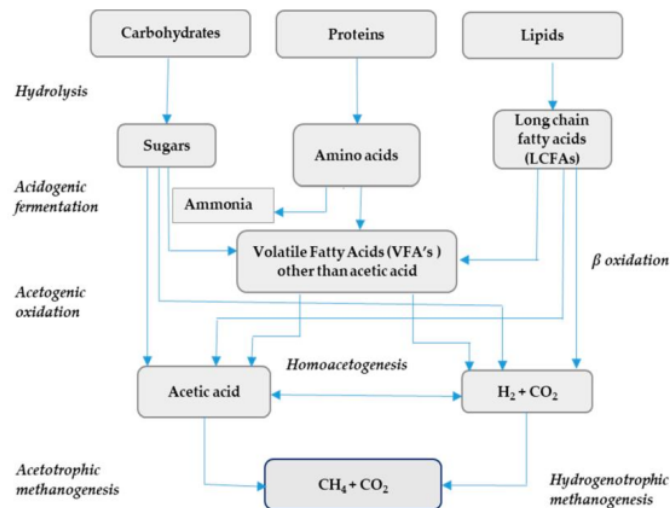 Carbohydrates
Proteins
Lipids
Hydrolysis
Sugars
Amino acids
Long chain
fatty acids
(LCFAs)
Acidogenic
fermentation
Ammonia
Volatile Fatty Acids (VFA's )
other than acetic acid
β oxidation
Acetogenic
oxidation
Homoacetogenesis
Acetic acid
H₂ + CO₂
Acetotrophic
methanogenesis
CH₄ + CO₂
Hydrogenotrophic
methanogenesis